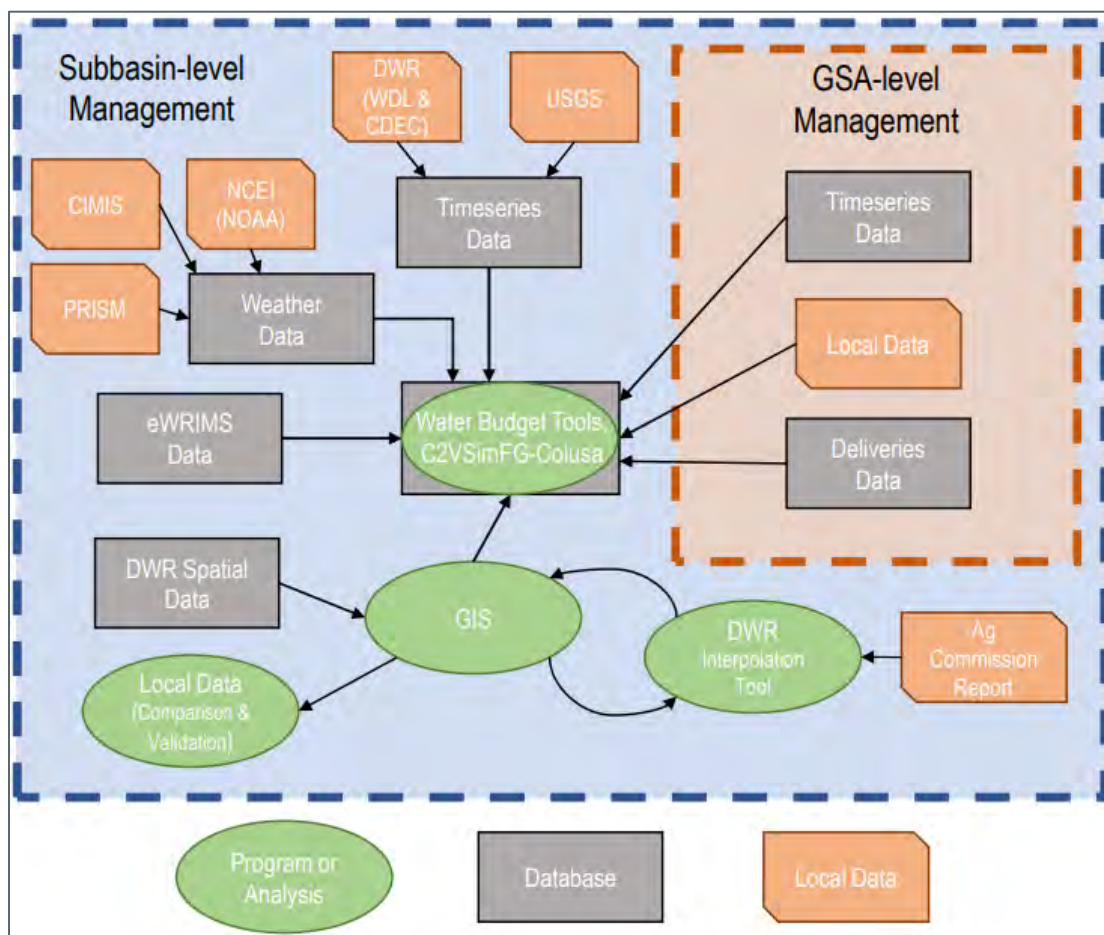 Subbasin-level
Management
DWR
(WDL &
CDEC)
USGS
GSA-level
Management
CIMIS
NCEI
(NOAA)
Timeseries
Data
Timeseries
Data
PRISM
Weather
Data
Local Data
eWRIMS
Data
Water Budget Tools,
C2VSimFG-Colusa
Deliveries
Data
DWR Spatial
Data
GIS
DWR
Interpolation
Tool
Ag
Commission
Report
Local Data
(Comparison &
Validation)
Program or
Analysis
Database
Local Data